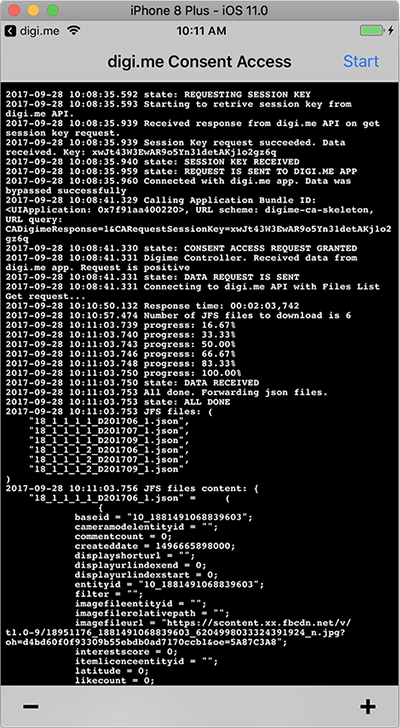 iPhone 8 Plus - iOS 11.0
digi.me 10:11 AM
digi.me Consent Access Start
2017-09-28 10:08:35.592 state: REQUESTING SESSION KEY
2017-09-28 10:08:35.593 Starting to retrive session key from
digi.me API.
2017-09-28 10:08:35.939 Received response from digi.me API on get
session key request.
2017-09-28 10:08:35.939 Session Key request succeeded. Data
received. Key: xwJt43W3EwAR9o5Yn31detAKj1o2gz6q
2017-09-28 10:08:35.940 state: SESSION KEY RECEIVED
2017-09-28 10:08:35.959 state: REQUEST IS SENT TO DIGI.ME APP
2017-09-28 10:08:35.960 Connected with digi.me app. Data was
bypassed successfully
2017-09-28 10:08:41.329 Calling Application Bundle ID:
<UIApplication: 0x7f91aa400220>, URL scheme: digime-ca-skeleton,
URL query:
CADigimeResponse=1&CARequestSessionKey=xwJt43W3EwAR9o5Yn31detAKj1o2
gz6q
2017-09-28 10:08:41.330 state: CONSENT ACCESS REQUEST GRANTED
2017-09-28 10:08:41.331 Digime Controller. Received data from
digi.me app. Request is positive
2017-09-28 10:08:41.331 state: DATA REQUEST IS SENT
2017-09-28 10:08:41.331 Connecting to digi.me API with Files List
Get request...
2017-09-28 10:10:50.132 Response time: 00:02:03,742
2017-09-28 10:10:57.474 Number of JFS files to download is 6
2017-09-28 10:11:03.739 progress: 16.67%
2017-09-28 10:11:03.740 progress: 33.33%
2017-09-28 10:11:03.743 progress: 50.00%
2017-09-28 10:11:03.746 progress: 66.67%
2017-09-28 10:11:03.748 progress: 83.33%
2017-09-28 10:11:03.750 progress: 100.00%
2017-09-28 10:11:03.750 state: DATA RECEIVED
2017-09-28 10:11:03.753 All done. Forwarding json files.
2017-09-28 10:11:03.753 state: ALL DONE
2017-09-28 10:11:03.753 JFS files: (
"18_1_1_1_1_D201706_1.json",
"18_1_1_1_1_D201707_1.json",
"18_1_1_1_1_D201709_1.json",
"18_1_1_1_2_D201706_1.json",
"18_1_1_1_2_D201707_1.json",
"18_1_1_1_2_D201709_1.json"
)
2017-09-28 10:11:03.756 JFS files content: {
"18_1_1_1_1_D201706_1.json" = (
{
baseid = "10_1881491068839603";
cameramodelentityid = "";
commentcount = 0;
createddate = 1496665898000;
displayshorturl = "";
displayurlindexend = 0;
displayurlindexstart = 0;
entityid = "10_1881491068839603";
filter = "";
imagefileentityid = "";
imagefilerelativepath = "";
imagefileurl = "https://scontent.xx.fbcdn.net/v/
t1.0-9/18951176_1881491068839603_6204998033324391924_n.jpg?
oh=d4bd60f0f93309b55ebdb0ad7170ccb1&oe=5A87C3A8";
interestscore = 0;
itemlicenceentityid = "";
latitude = 0;
likecount = 0;